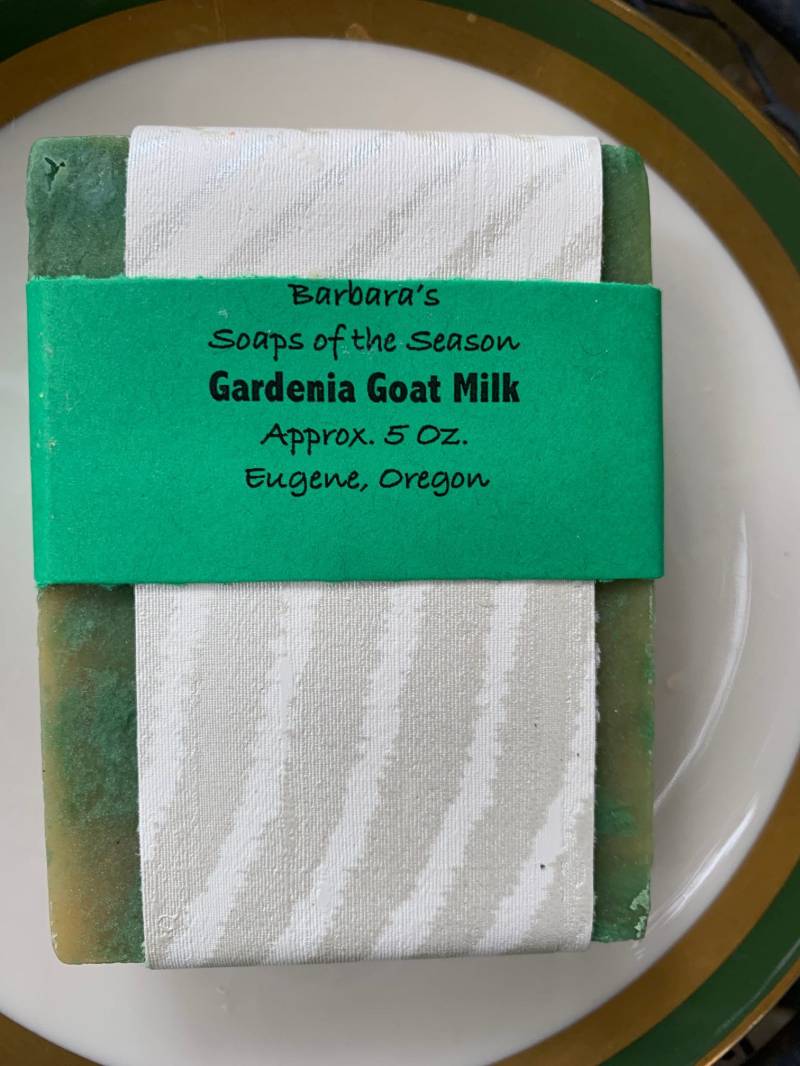 Barbara's
Soaps of the Season
Gardenia Goat Milk
Approx. 5 Oz.
Eugene, Oregon